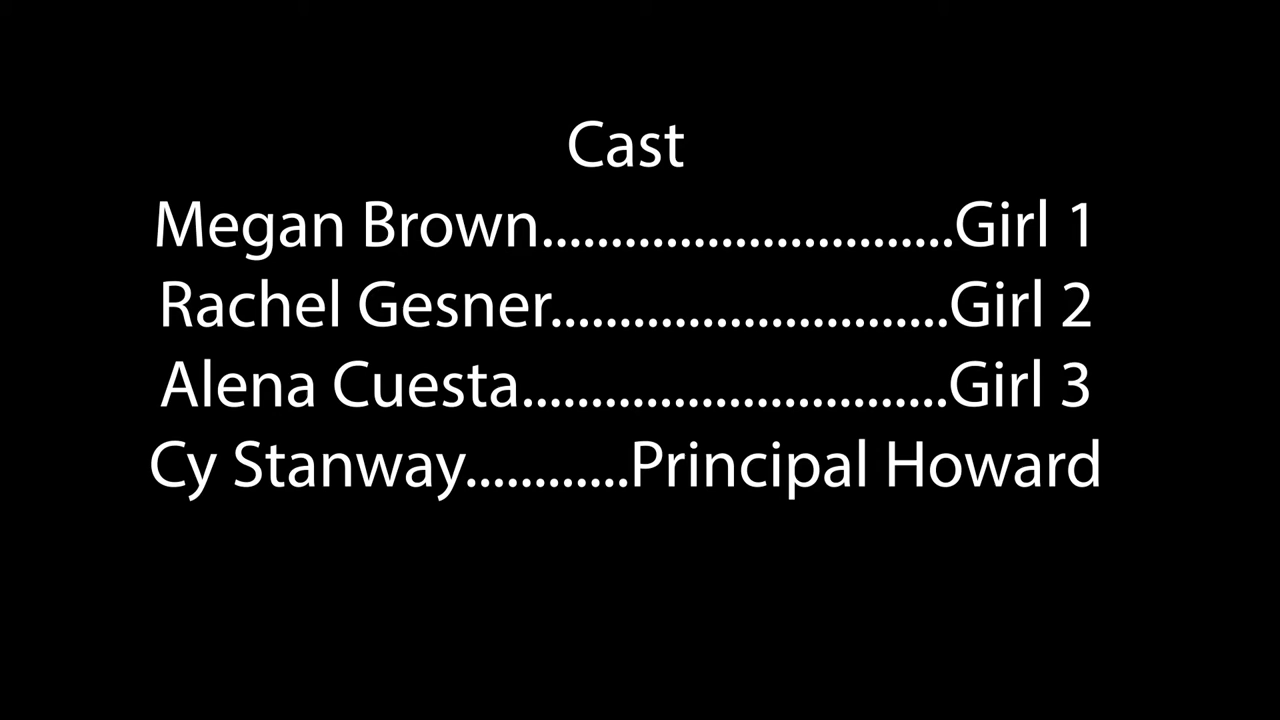 Cast
Megan Brown..............................Girl 1
Rachel Gesner.............................Girl 2
Alena Cuesta...............................Girl 3
Cy Stanway............Principal Howard